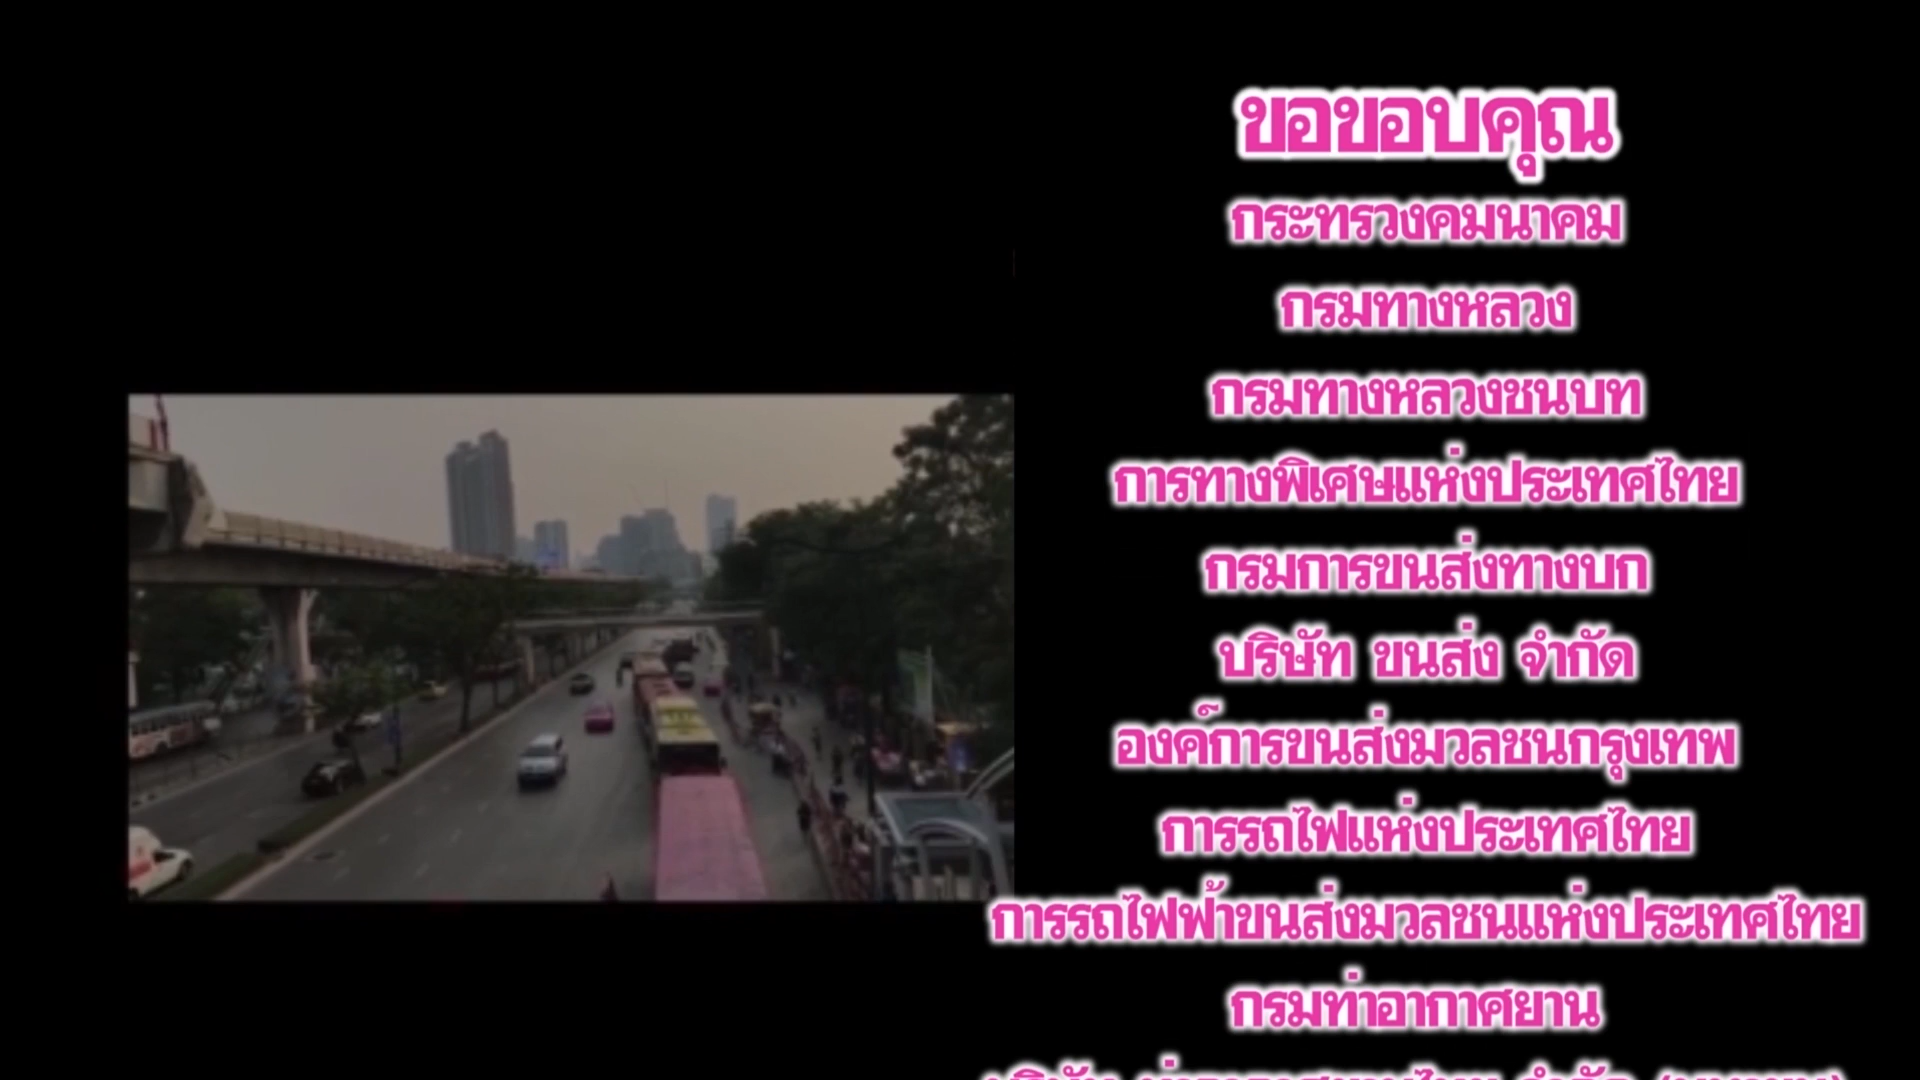 ขอขอบคุณ
กระทรวงคมนาคม
กรมทางหลวง
กรมทางหลวงชนบท
การทางพิเศษแห่งประเทศไทย
กรมการขนส่งทางบก
บริษัท ขนส่ง จำกัด
องค์การขนส่งมวลชนกรุงเทพ
การรถไฟแห่งประเทศไทย
การรถไฟฟ้าขนส่งมวลชนแห่งประเทศไทย
กรมท่าอากาศยาน